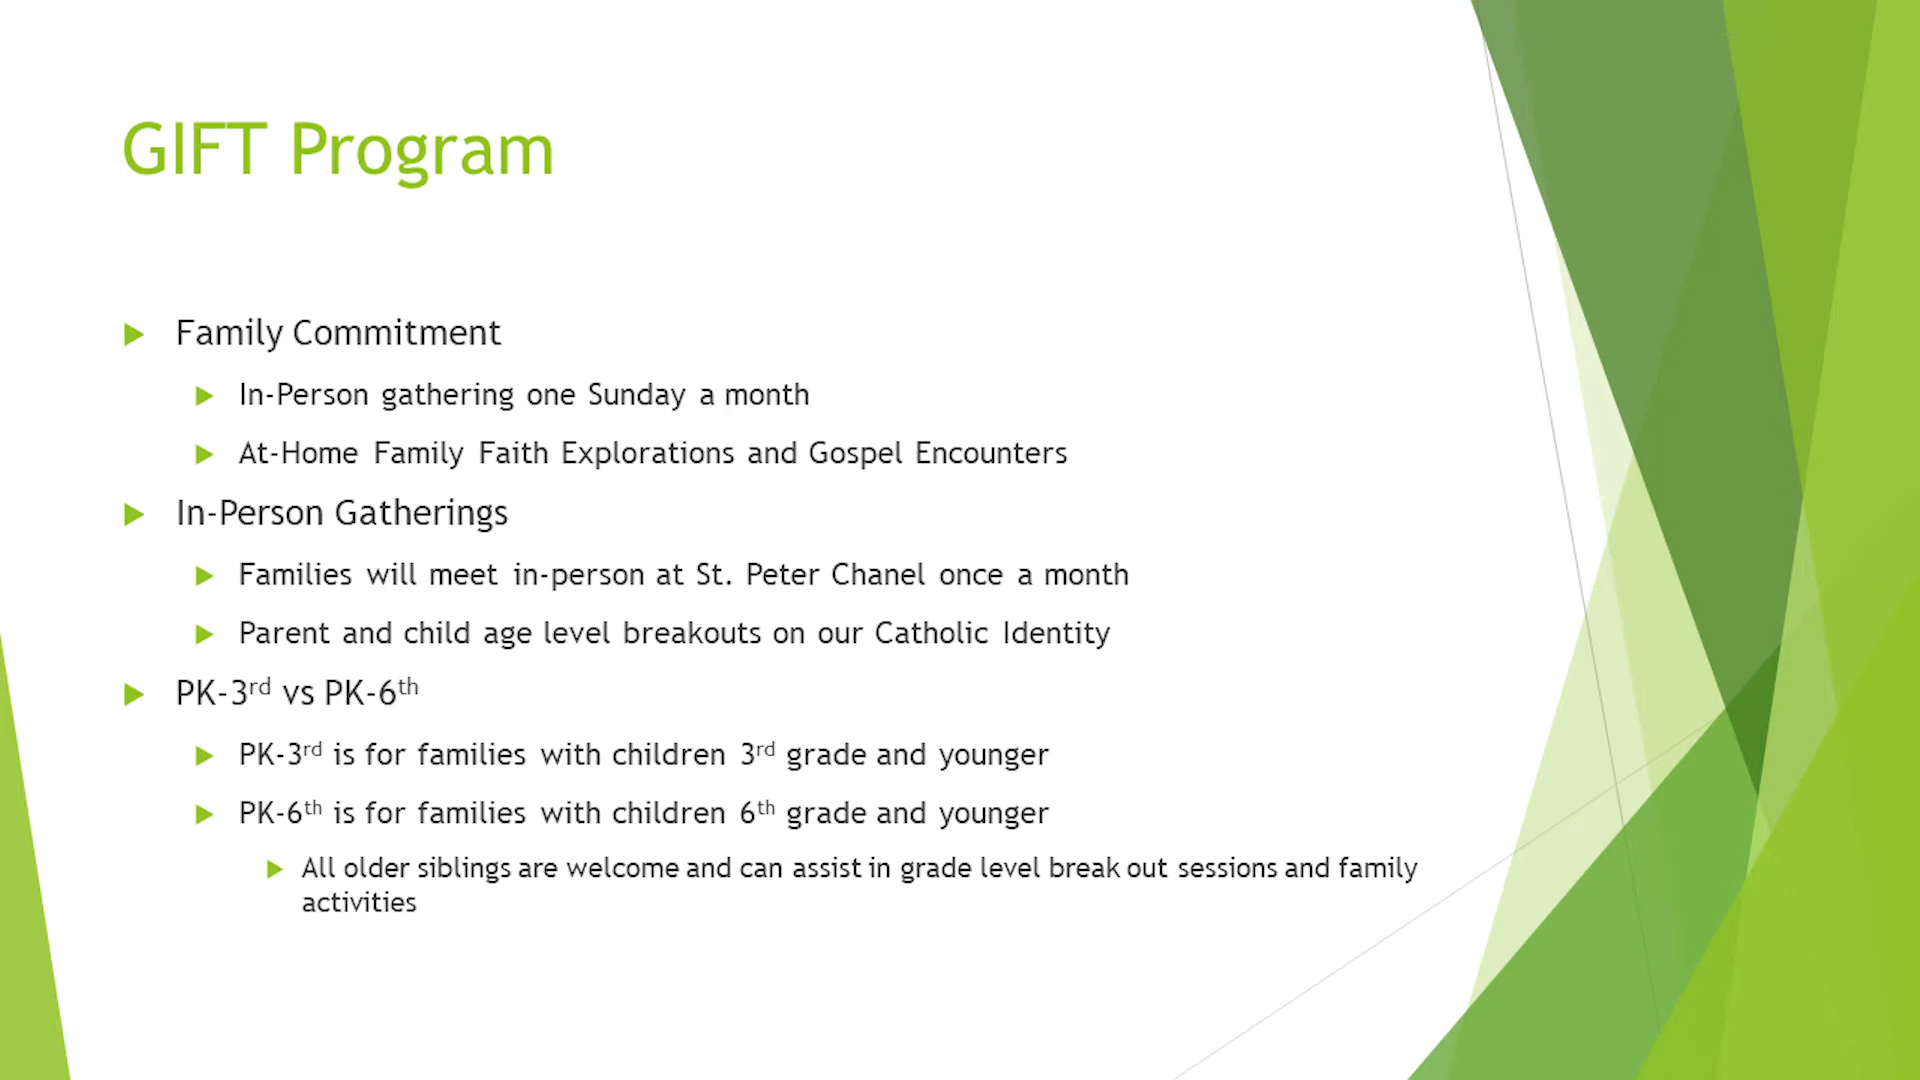 GIFT Program
Family Commitment
In-Person gathering one Sunday a month
At-Home Family Faith Explorations and Gospel Encounters
In-Person Gatherings
Families will meet in-person at St. Peter Chanel once a month
Parent and child age level breakouts on our Catholic Identity
PK-3rd vs PK-6th
PK-3rd is for families with children 3rd grade and younger
PK-6th is for families with children 6th grade and younger
All older siblings are welcome and can assist in grade level break out sessions and family
activities